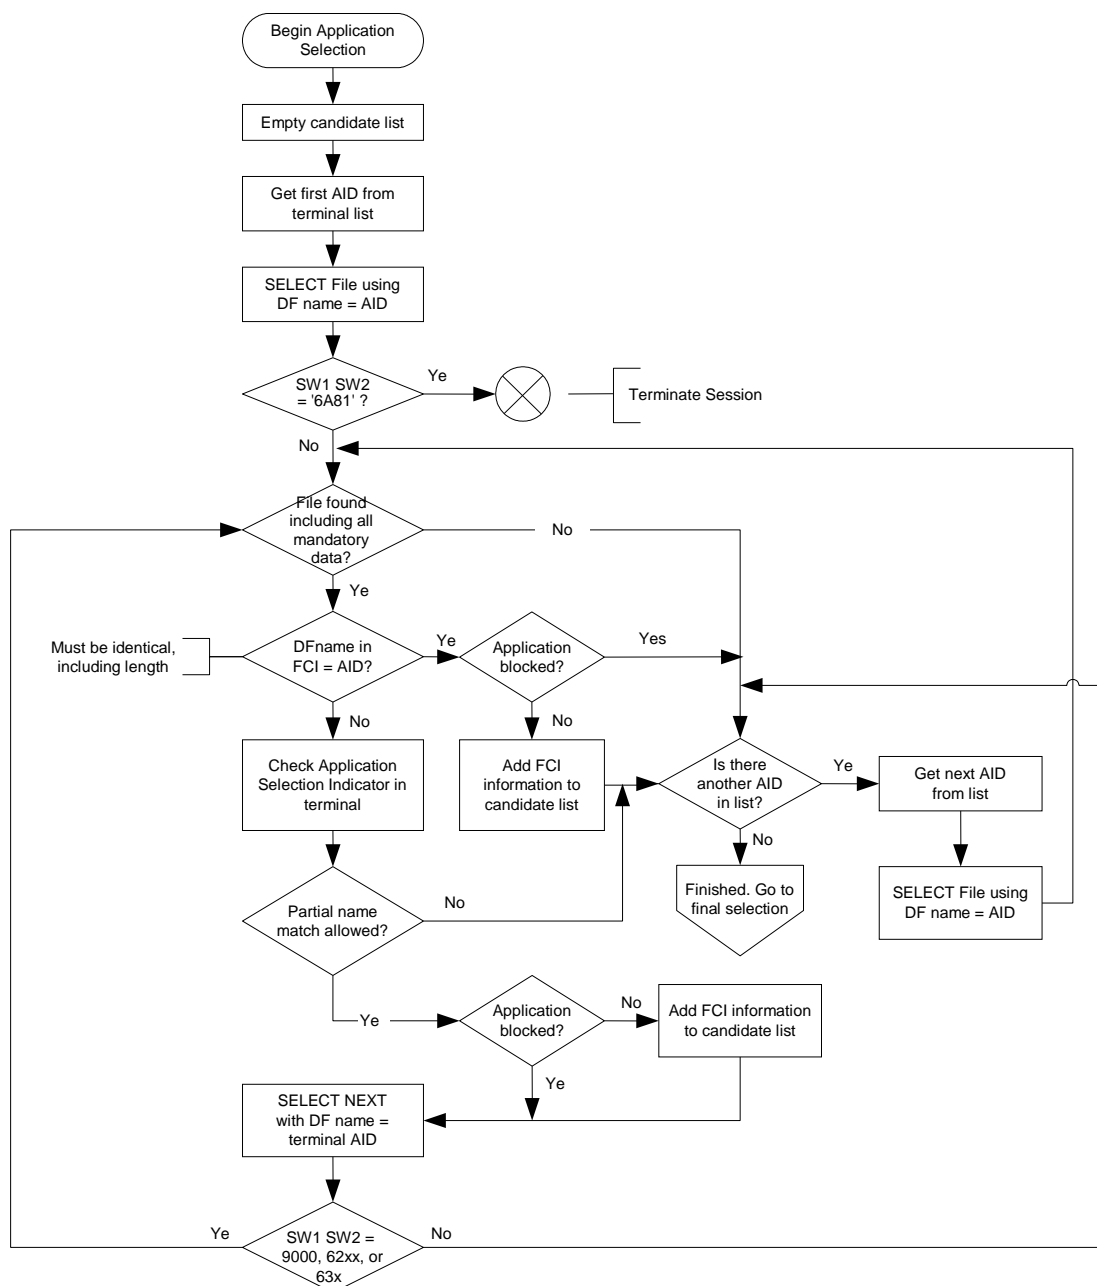 Begin Application
Selection
Empty candidate list
Get first AID from
terminal list
SELECT File using
DF name = AID
SW1 SW2
= '6A81' ?
Ye
Terminate Session
No
File found
including all
mandatory
data?
No
Ye
Must be identical,
including length
DFname in
FCI = AID?
Ye
Application
blocked?
Yes
No
No
Check Application
Selection Indicator in
terminal
Add FCI
information to
candidate list
Is there
another AID
in list?
Ye
Get next AID
from list
No
Partial name
match allowed?
No
Finished. Go to
final selection
SELECT File using
DF name = AID
Ye
Application
blocked?
No
Add FCI information
to candidate list
Ye
SELECT NEXT
with DF name =
terminal AID
Ye
SW1 SW2 =
9000, 62xx, or
63x
No